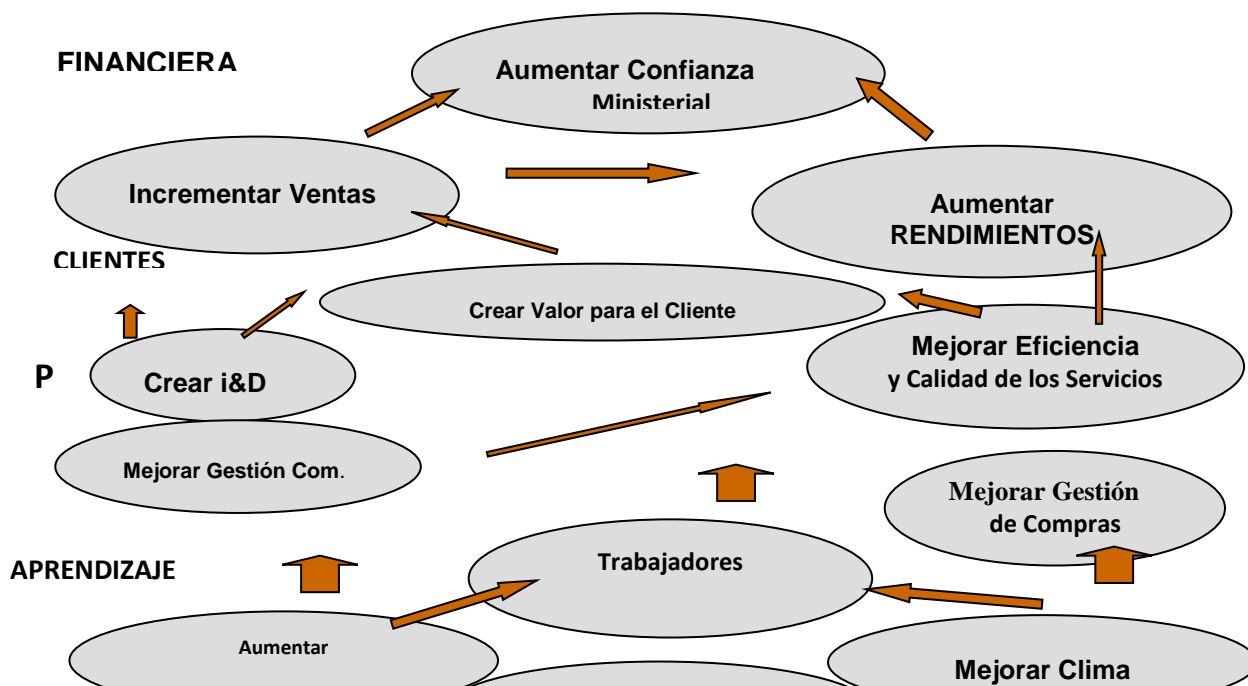 FINANCIERA
Aumentar Confianza
Ministerial
Incrementar Ventas
Aumentar
RENDIMIENTOS
CLIENTES
Crear Valor para el Cliente
Mejorar Eficiencia
y Calidad de los Servicios
P
Crear i&D
Mejorar Gestión Com.
Mejorar Gestión
de Compras
APRENDIZAJE
Trabajadores
Aumentar
Mejorar Clima